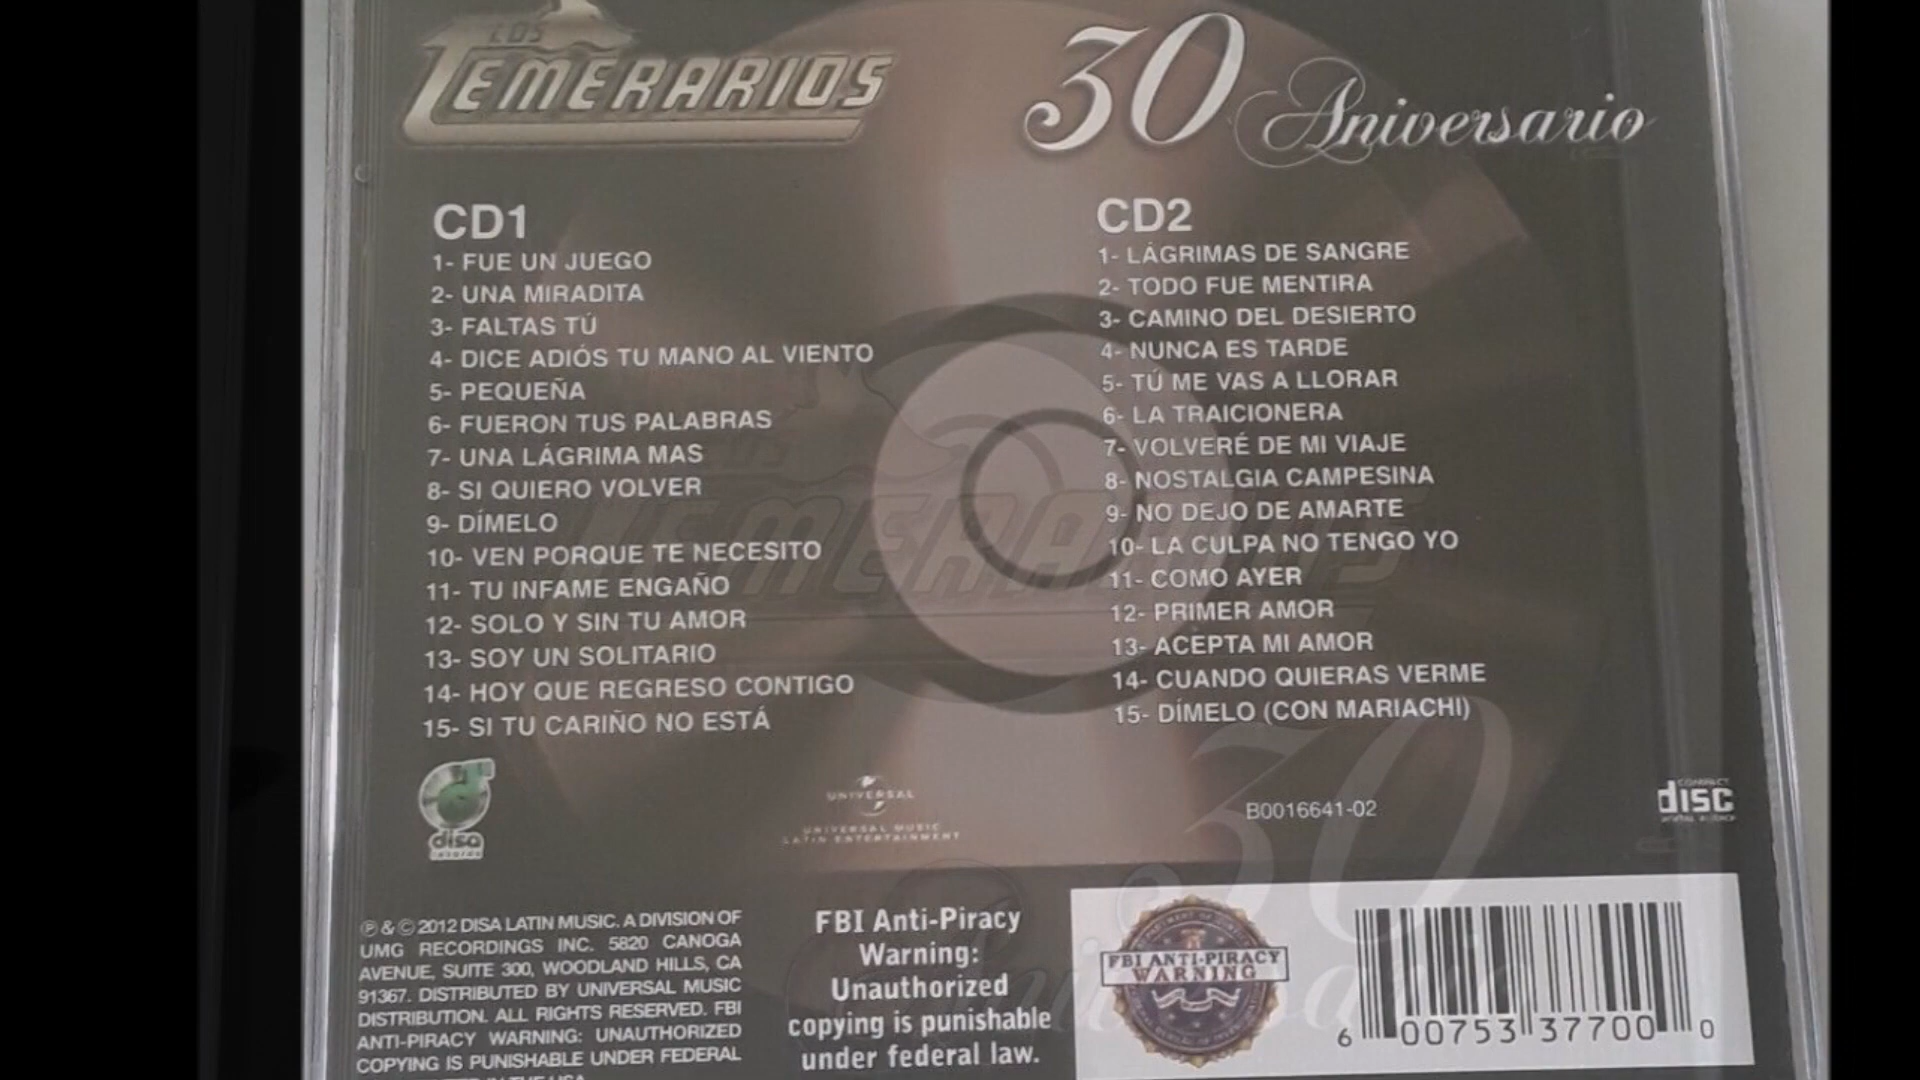 LOS
TEMERARIOS
30 Aniversario
CD1
1- FUE UN JUEGO
2- UNA MIRADITA
3- FALTAS TÚ
4- DICE ADIÓS TU MANO AL VIENTO
5- PEQUEÑA
6- FUERON TUS PALABRAS
7- UNA LÁGRIMA MAS
8- SI QUIERO VOLVER
9- DÍMELO
10- VEN PORQUE TE NECESITO
11- TU INFAME ENGAÑO
12- SOLO Y SIN TU AMOR
13- SOY UN SOLITARIO
14- HOY QUE REGRESO CONTIGO
15- SI TU CARIÑO NO ESTÁ
CD2
1- LÁGRIMAS DE SANGRE
2- TODO FUE MENTIRA
3- CAMINO DEL DESIERTO
4- NUNCA ES TARDE
5- TÚ ME VAS A LLORAR
6- LA TRAICIONERA
7- VOLVERÉ DE MI VIAJE
8- NOSTALGIA CAMPESINA
9- NO DEJO DE AMARTE
10- LA CULPA NO TENGO YO
11- COMO AYER
12- PRIMER AMOR
13- ACEPTA MI AMOR
14- CUANDO QUIERAS VERME
15- DÍMELO (CON MARIACHI)
disa
UNIVERSAL
UNIVERSAL MUSIC
LATIN ENTERTAINMENT
B0016641-02
COMPACT
disc
DIGITAL AUDIO
℗ & © 2012 DISA LATIN MUSIC. A DIVISION OF
UMG RECORDINGS INC. 5820 CANOGA
AVENUE, SUITE 300, WOODLAND HILLS, CA
91367. DISTRIBUTED BY UNIVERSAL MUSIC
DISTRIBUTION. ALL RIGHTS RESERVED. FBI
ANTI-PIRACY WARNING: UNAUTHORIZED
COPYING IS PUNISHABLE UNDER FEDERAL
FBI Anti-Piracy
Warning:
Unauthorized
copying is punishable
under federal law.
FBI ANTI-PIRACY
WARNING
6 00753 37700 0